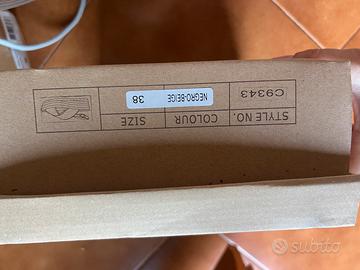 STYLE NO. COLOUR SIZE
C9343 NEGRO-BEIGE 38
subito